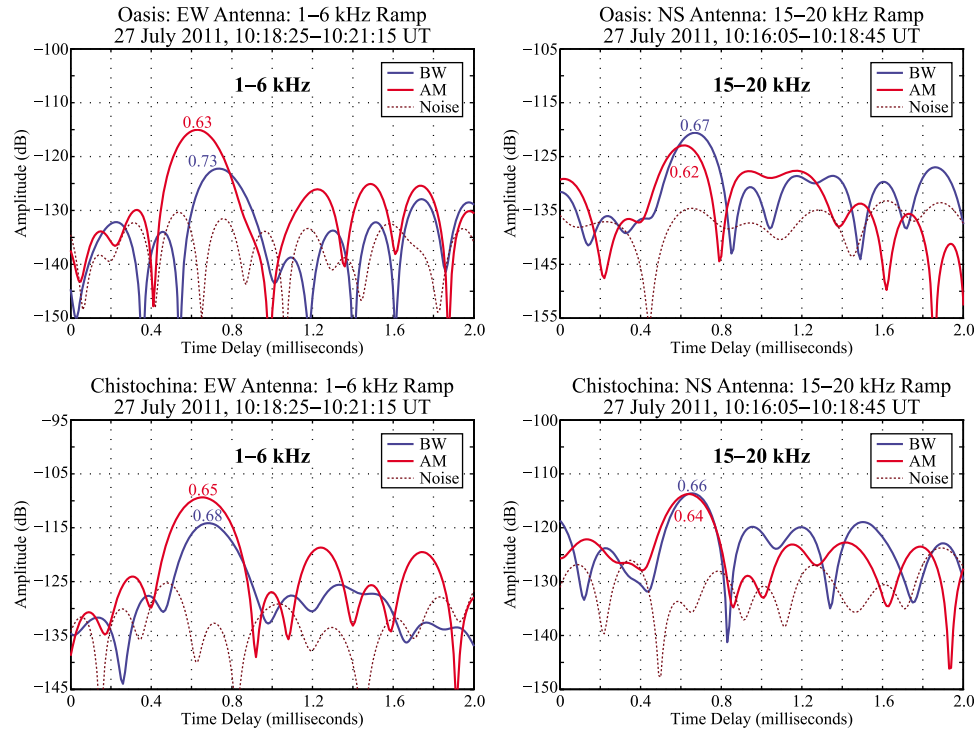 Oasis: EW Antenna: 1–6 kHz Ramp
27 July 2011, 10:18:25–10:21:15 UT
−100
−110
−120
−130
−140
−150
Amplitude (dB)
1–6 kHz
BW
AM
Noise
0.63
0.73
0
0.4
0.8
1.2
1.6
2.0
Time Delay (milliseconds)
Oasis: NS Antenna: 15–20 kHz Ramp
27 July 2011, 10:16:05–10:18:45 UT
−105
−115
−125
−135
−145
−155
Amplitude (dB)
15–20 kHz
BW
AM
Noise
0.67
0.62
0
0.4
0.8
1.2
1.6
2.0
Time Delay (milliseconds)
Chistochina: EW Antenna: 1–6 kHz Ramp
27 July 2011, 10:18:25–10:21:15 UT
−95
−105
−115
−125
−135
−145
Amplitude (dB)
1–6 kHz
BW
AM
Noise
0.65
0.68
0
0.4
0.8
1.2
1.6
2.0
Time Delay (milliseconds)
Chistochina: NS Antenna: 15–20 kHz Ramp
27 July 2011, 10:16:05–10:18:45 UT
−100
−110
−120
−130
−140
−150
Amplitude (dB)
15–20 kHz
BW
AM
Noise
0.66
0.64
0
0.4
0.8
1.2
1.6
2.0
Time Delay (milliseconds)